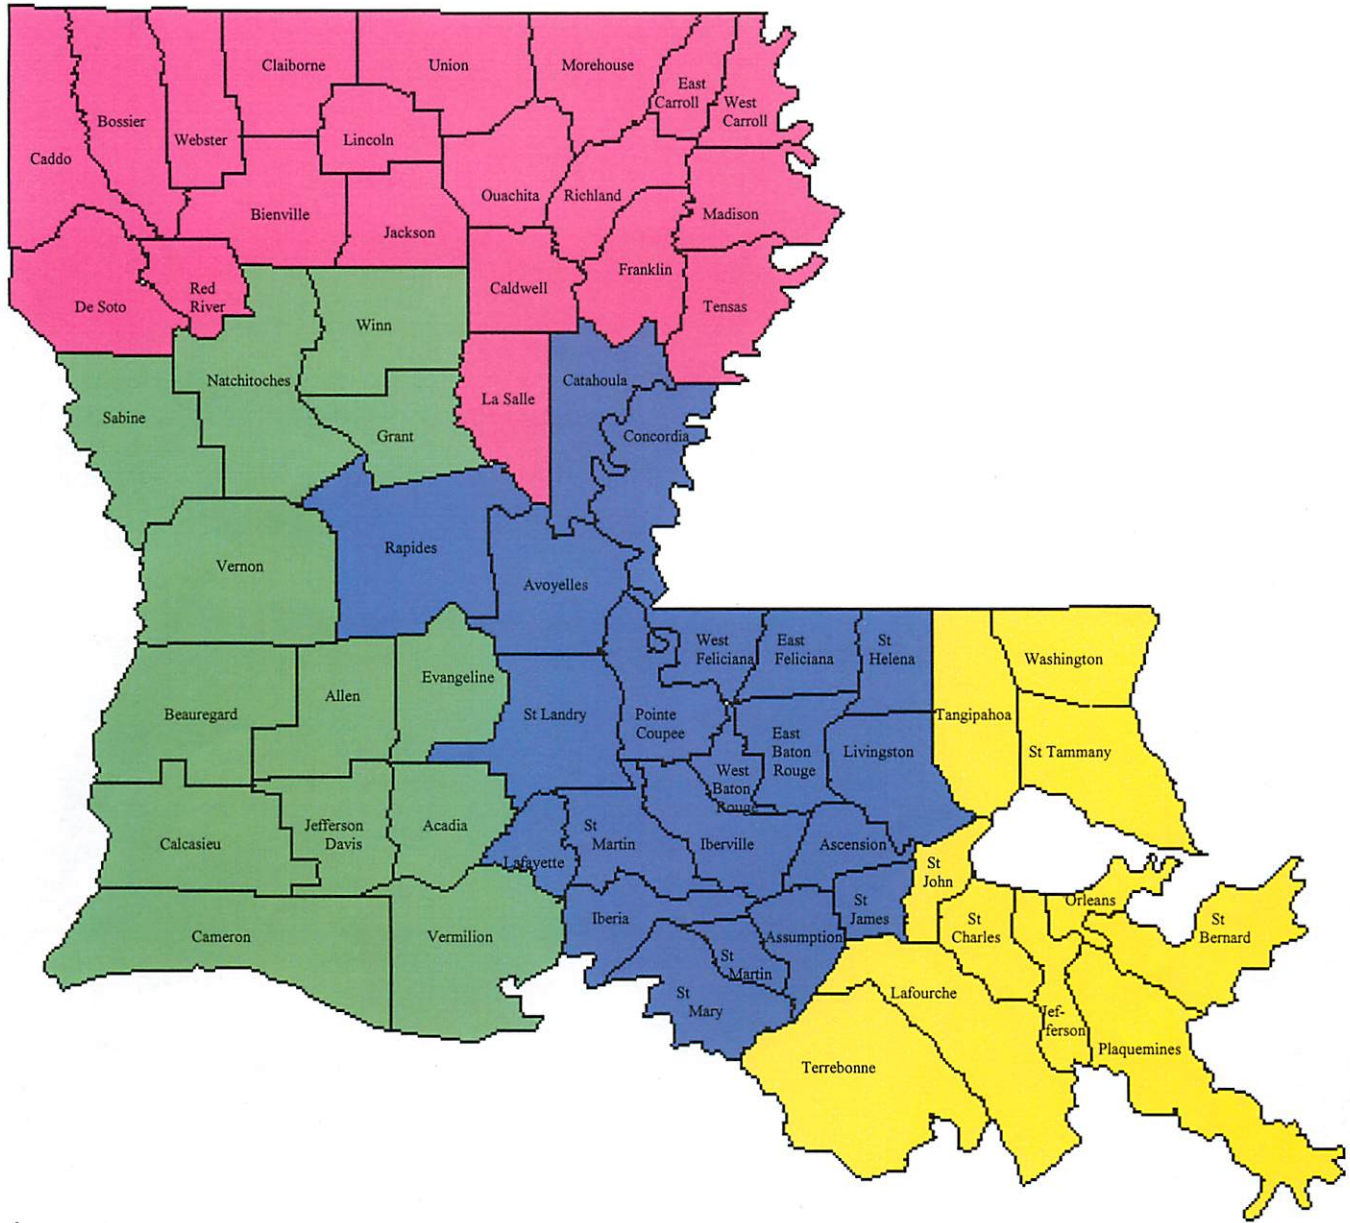 Claiborne
Union
Morehouse
East
Carroll
West
Carroll
Bossier
Webster
Lincoln
Caddo
Ouachita
Richland
Bienville
Madison
Jackson
Franklin
Red
River
Caldwell
De Soto
Tensas
Winn
Natchitoches
Catahoula
La Salle
Sabine
Grant
Concordia
Rapides
Vernon
Avoyelles
West
Feliciana
East
Feliciana
St
Helena
Washington
Evangeline
Allen
Beauregard
St Landry
Pointe
Coupee
Tangipahoa
East
Baton
Rouge
Livingston
St Tammany
West
Baton
Rouge
Jefferson
Davis
Acadia
St
Martin
Calcasieu
Iberville
Ascension
Lafayette
St
John
St
James
Orleans
Iberia
St
Charles
St
Bernard
Cameron
Vermilion
Assumption
St
Martin
Lafourche
St
Mary
Jef-
ferson
Plaquemines
Terrebonne